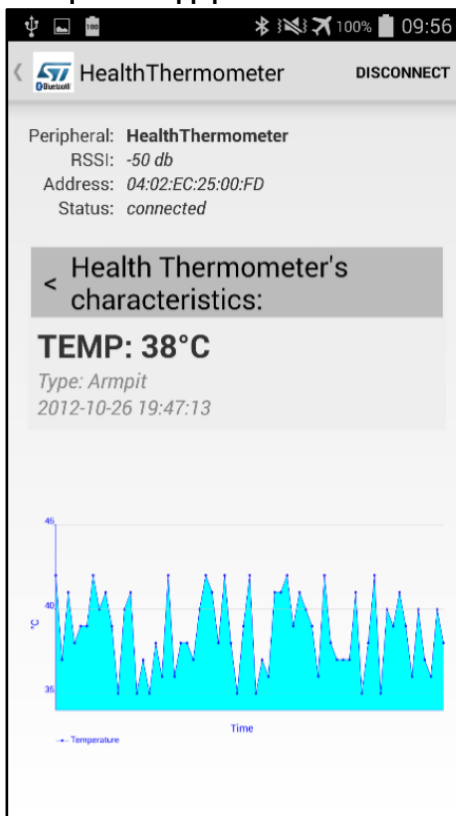 100% 09:56
HealthThermometer DISCONNECT
Peripheral: HealthThermometer
RSSI: -50 db
Address: 04:02:EC:25:00:FD
Status: connected
< Health Thermometer's
characteristics:
TEMP: 38°C
Type: Armpit
2012-10-26 19:47:13
45
40
°C
35
Time
Temperature